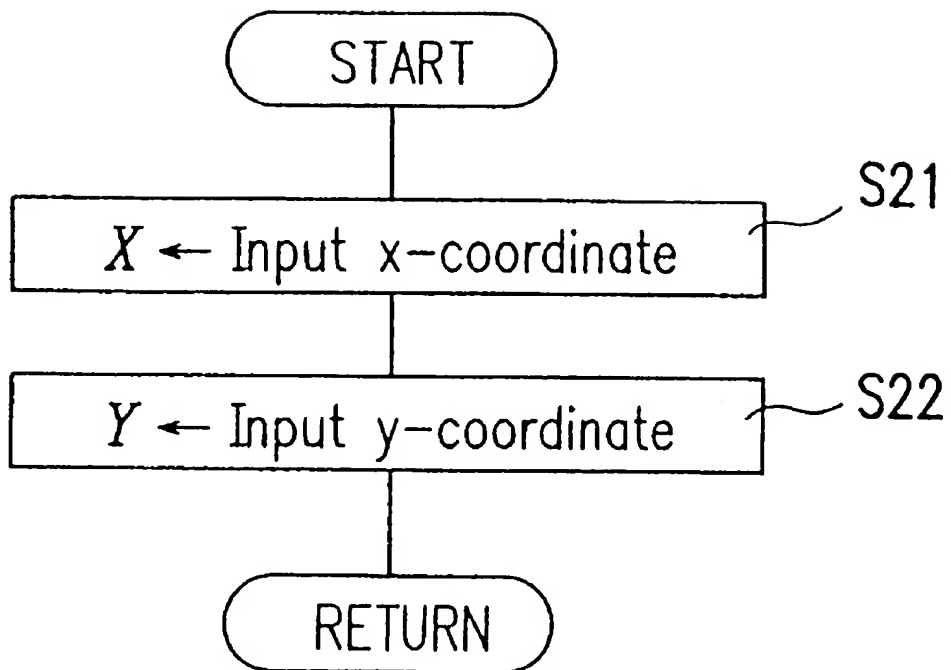 START
S21
X ← Input x-coordinate
S22
Y ← Input y-coordinate
RETURN